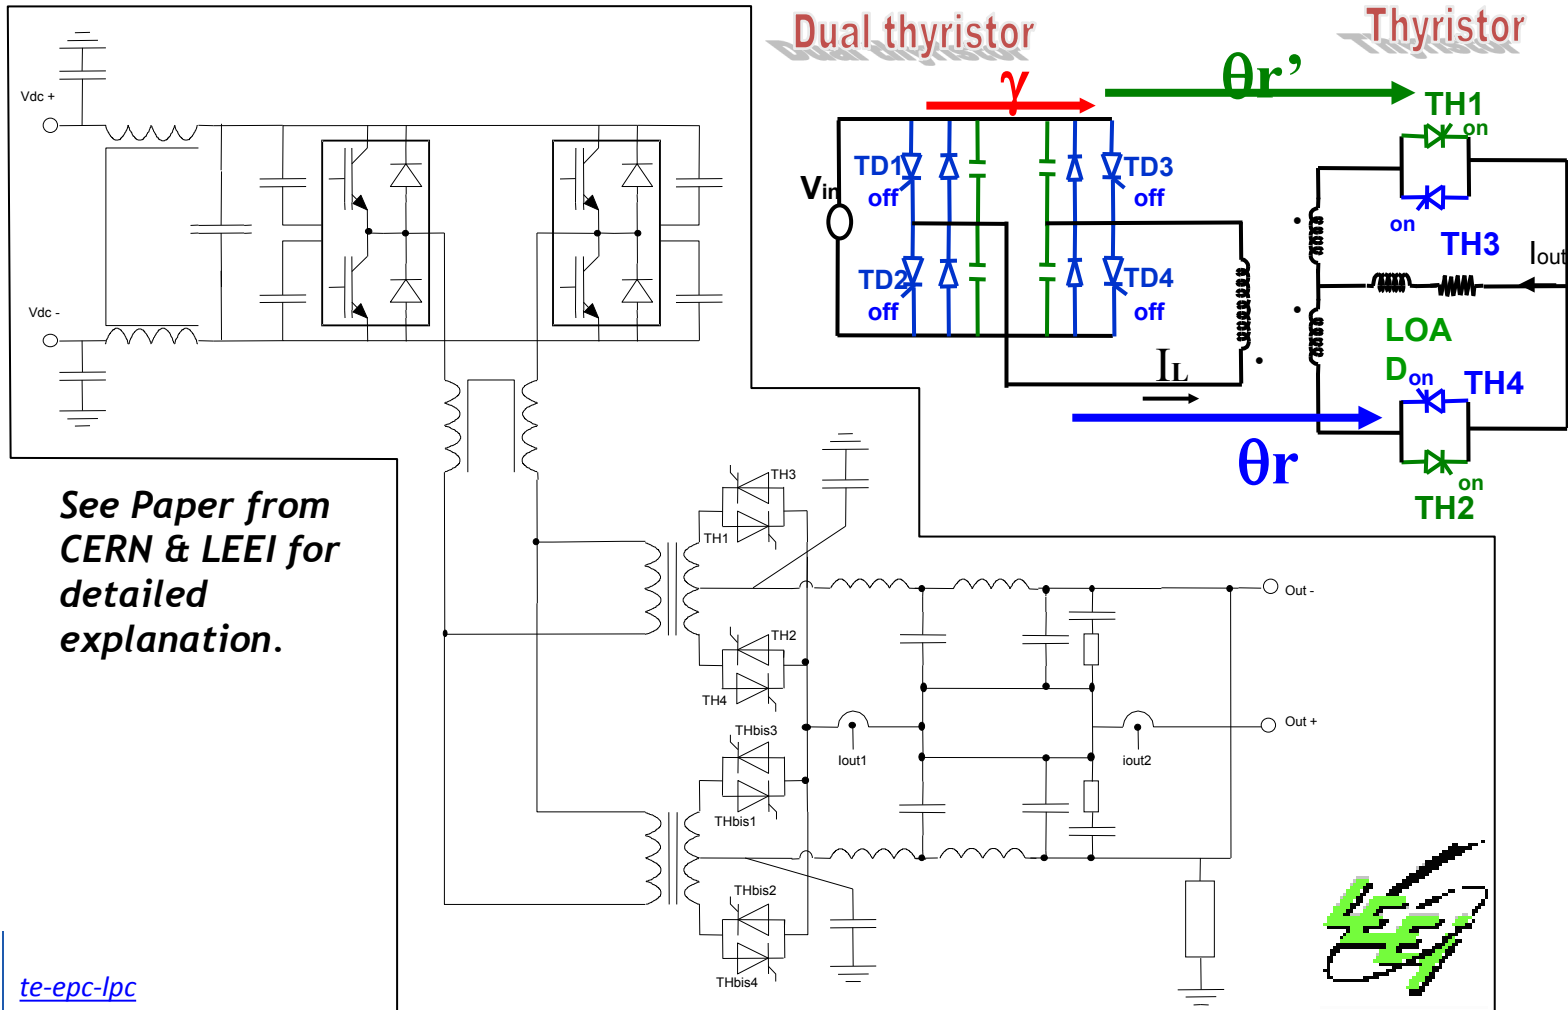 Dual thyristor
Thyristor
γ
θr’
TH1
on
Vdc +
TD1
off
TD3
off
Vin
on
TH3
Iout
TD2
off
TD4
off
LOA
D
on
TH4
IL
θr
on
TH2
Vdc -
See Paper from
CERN & LEEI for
detailed
explanation.
TH3
TH1
Out -
TH2
TH4
Out +
THbis3
Iout1
iout2
THbis1
THbis2
THbis4
LEEI
te-epc-lpc